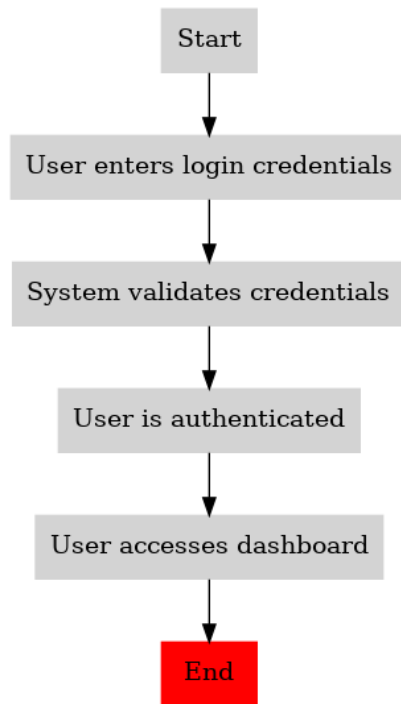 Start
User enters login credentials
System validates credentials
User is authenticated
User accesses dashboard
End